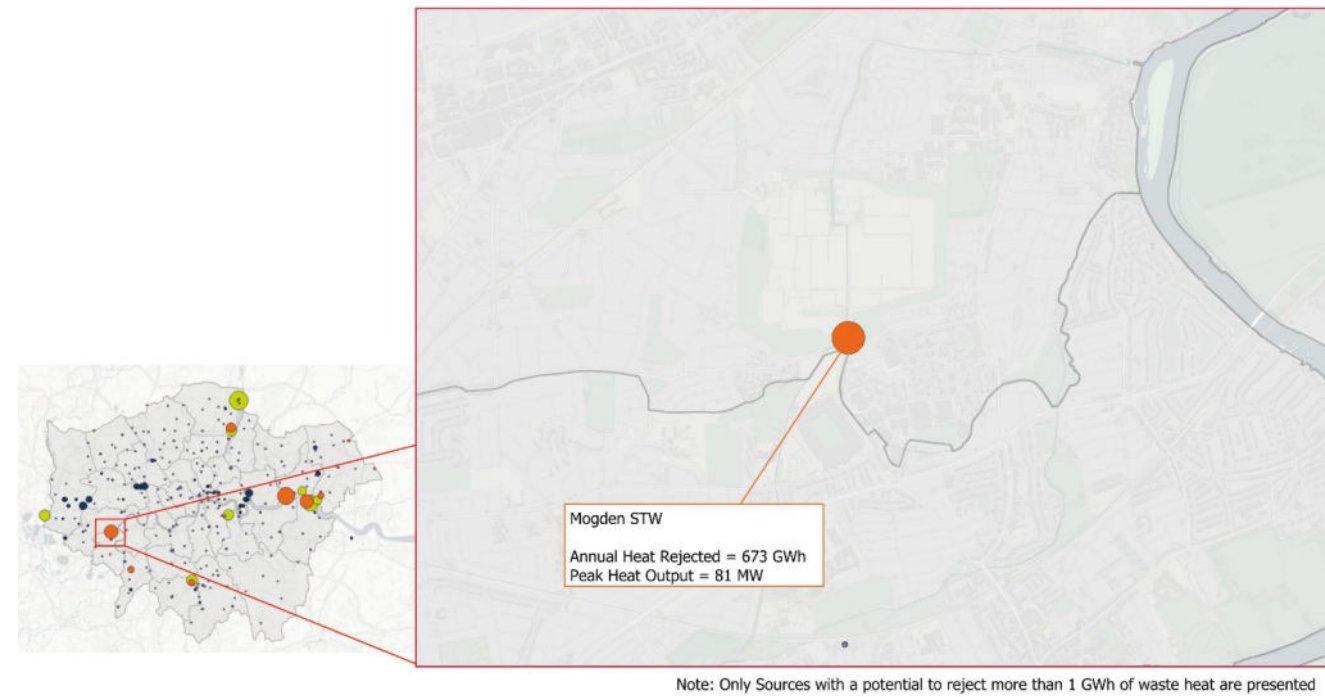 Mogden STW
Annual Heat Rejected = 673 GWh
Peak Heat Output = 81 MW
Note: Only Sources with a potential to reject more than 1 GWh of waste heat are presented